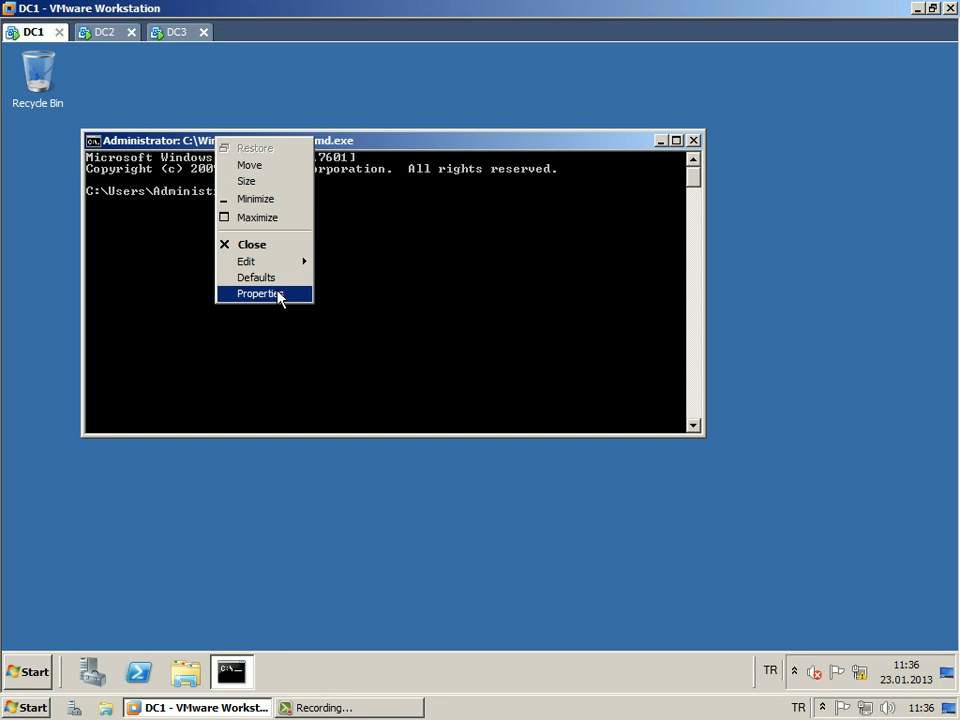 DC1 - VMware Workstation
DC1
DC2
DC3
Recycle Bin
Administrator: C:\Wi
md.exe
Microsoft Windows
.7601]
Copyright (c) 200
orporation. All rights reserved.
C:\Users\Administ
Restore
Move
Size
Minimize
Maximize
Close
Edit
Defaults
Properties
Start
TR
11:36
23.01.2013
Start
DC1 - VMware Workst...
Recording...
TR
11:36